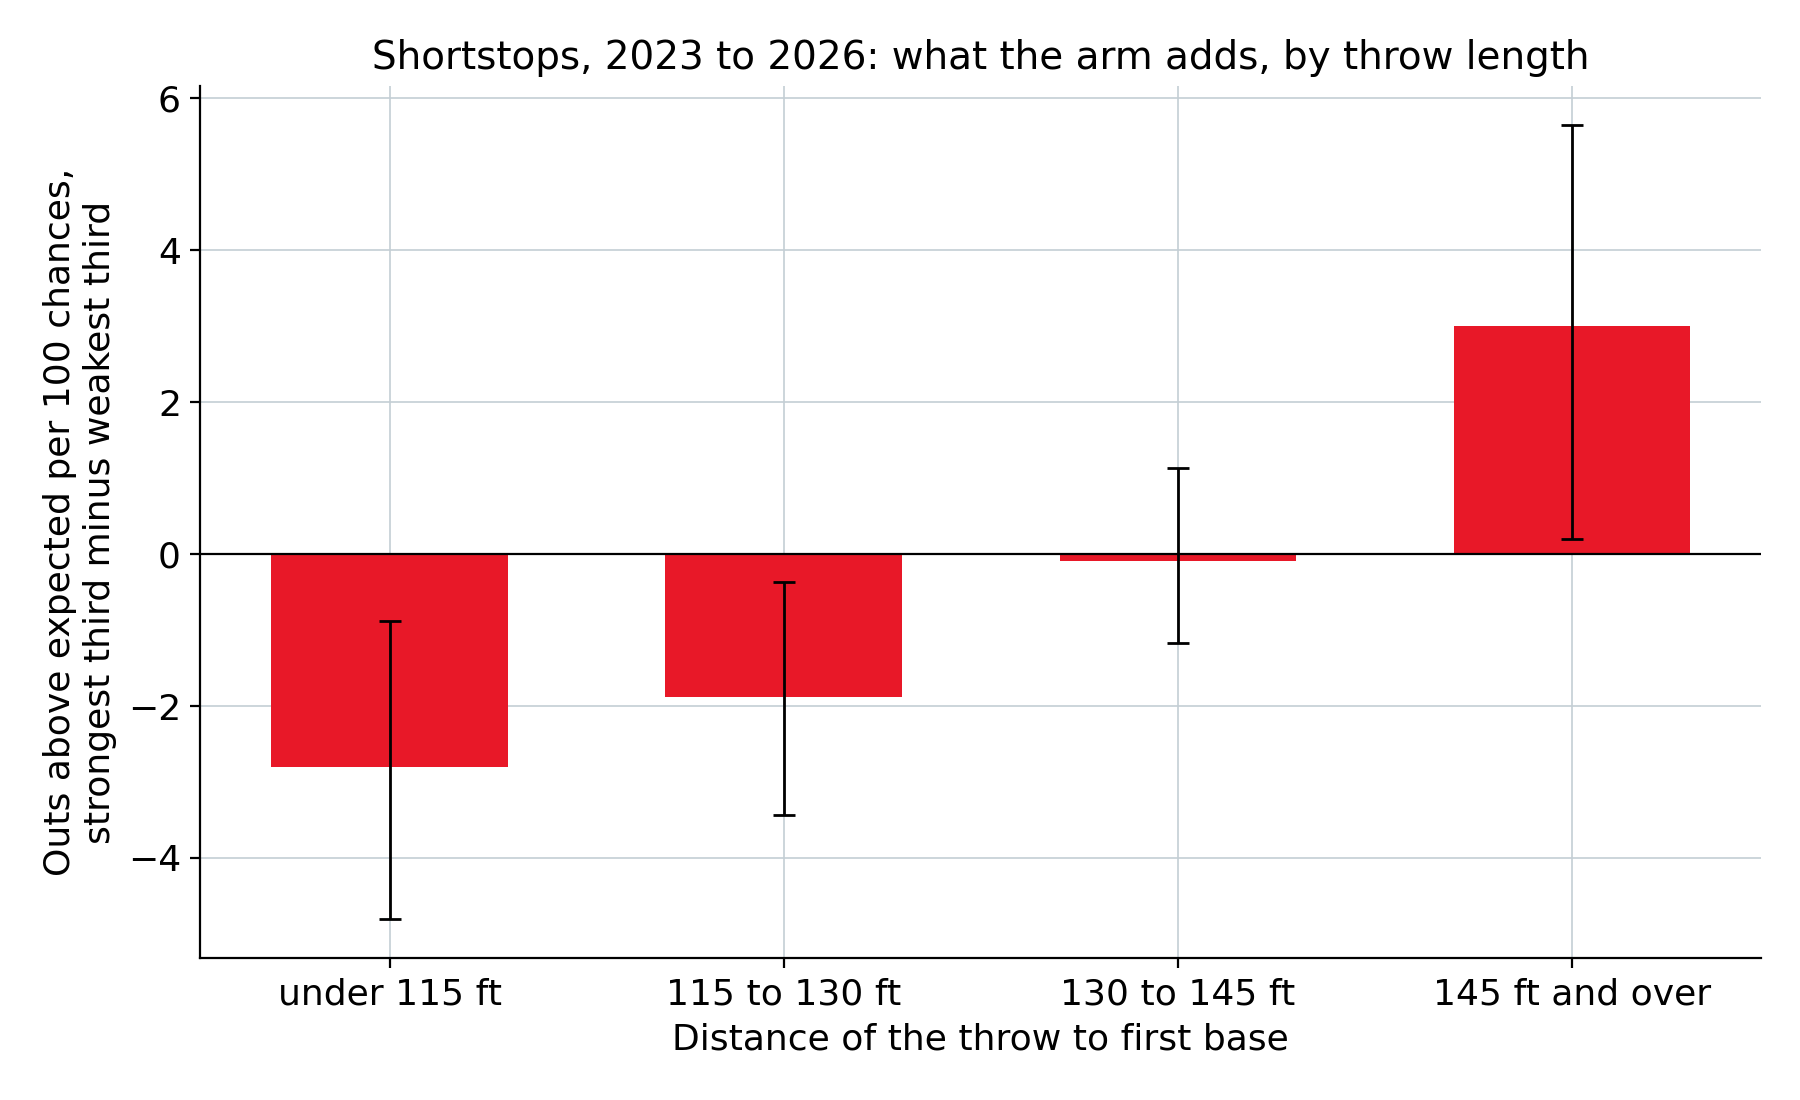 Shortstops, 2023 to 2026: what the arm adds, by throw length
Outs above expected per 100 chances,
strongest third minus weakest third
6
4
2
0
−2
−4
under 115 ft
115 to 130 ft
130 to 145 ft
145 ft and over
Distance of the throw to first base